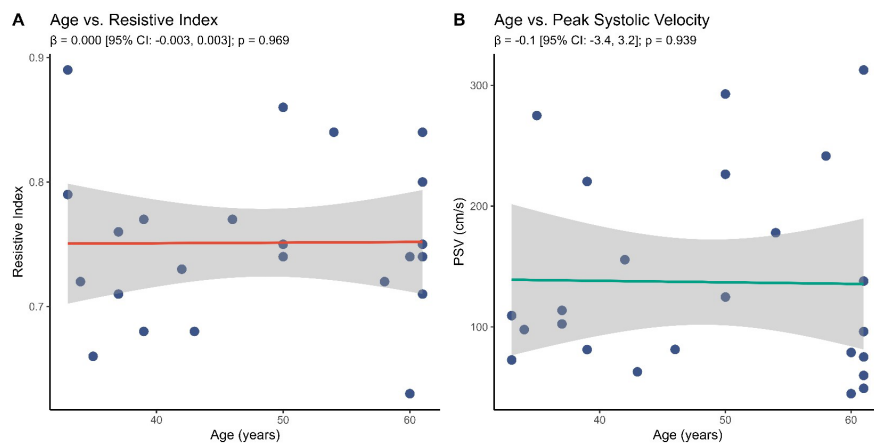 A
Age vs. Resistive Index
β = 0.000 [95% CI: -0.003, 0.003]; p = 0.969
0.9
0.8
0.7
Resistive Index
40
50
60
Age (years)
B
Age vs. Peak Systolic Velocity
β = -0.1 [95% CI: -3.4, 3.2]; p = 0.939
300
200
100
PSV (cm/s)
40
50
60
Age (years)